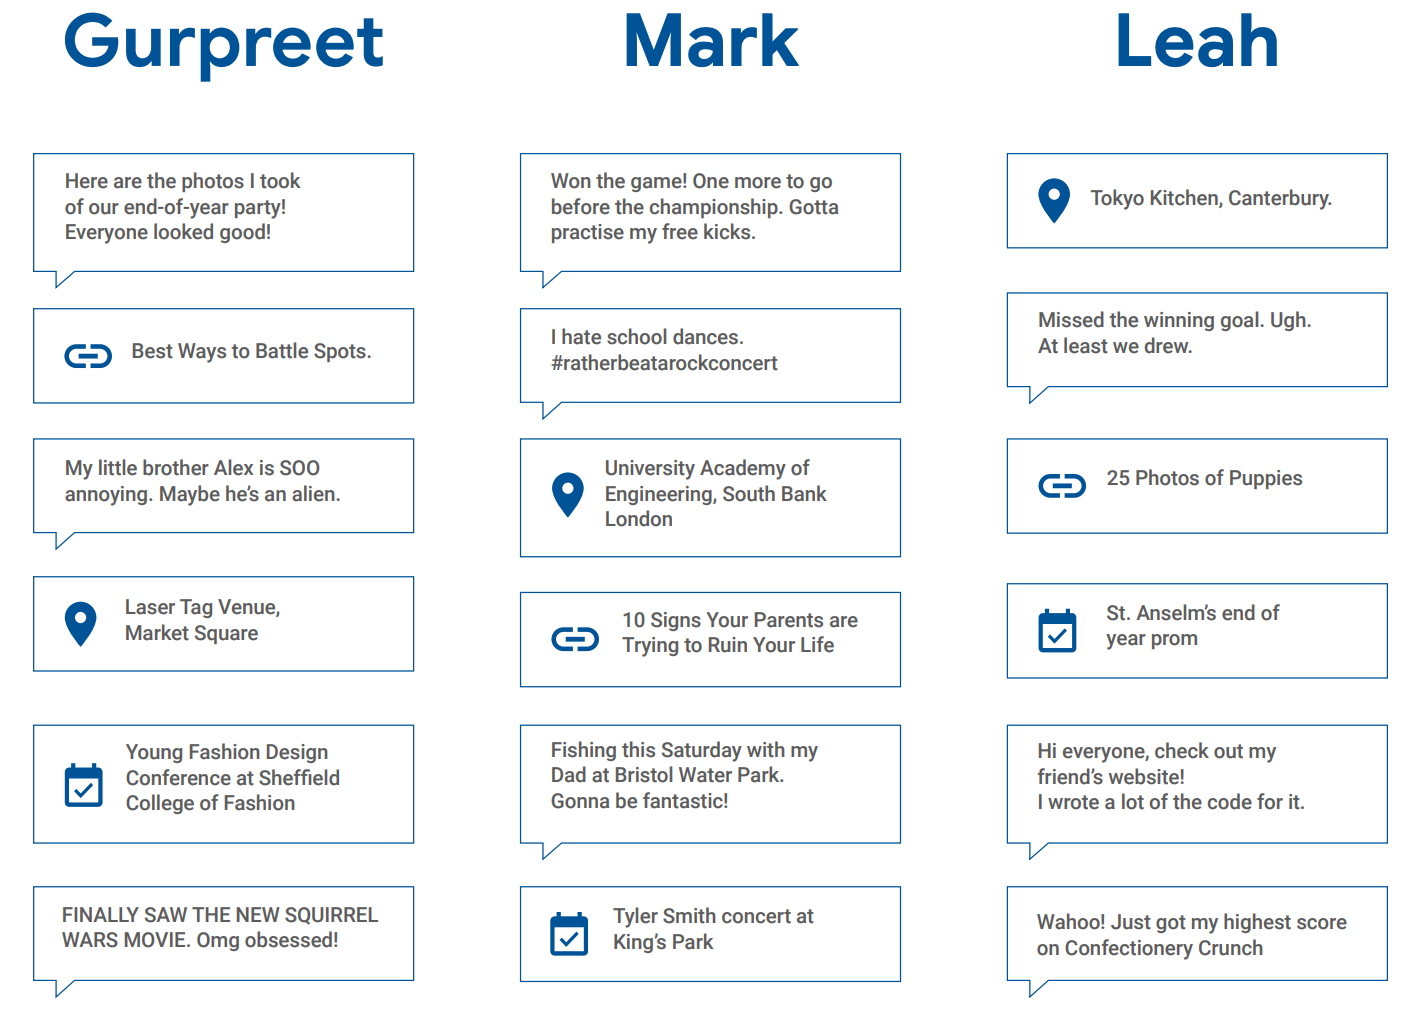 Gurpreet
Here are the photos I took
of our end-of-year party!
Everyone looked good!
Best Ways to Battle Spots.
My little brother Alex is SOO
annoying. Maybe he's an alien.
Laser Tag Venue,
Market Square
Young Fashion Design
Conference at Sheffield
College of Fashion
FINALLY SAW THE NEW SQUIRREL
WARS MOVIE. Omg obsessed!
Mark
Won the game! One more to go
before the championship. Gotta
practise my free kicks.
I hate school dances.
#ratherbeatarockconcert
University Academy of
Engineering, South Bank
London
10 Signs Your Parents are
Trying to Ruin Your Life
Fishing this Saturday with my
Dad at Bristol Water Park.
Gonna be fantastic!
Tyler Smith concert at
King's Park
Leah
Tokyo Kitchen, Canterbury.
Missed the winning goal. Ugh.
At least we drew.
25 Photos of Puppies
St. Anselm's end of
year prom
Hi everyone, check out my
friend's website!
I wrote a lot of the code for it.
Wahoo! Just got my highest score
on Confectionery Crunch